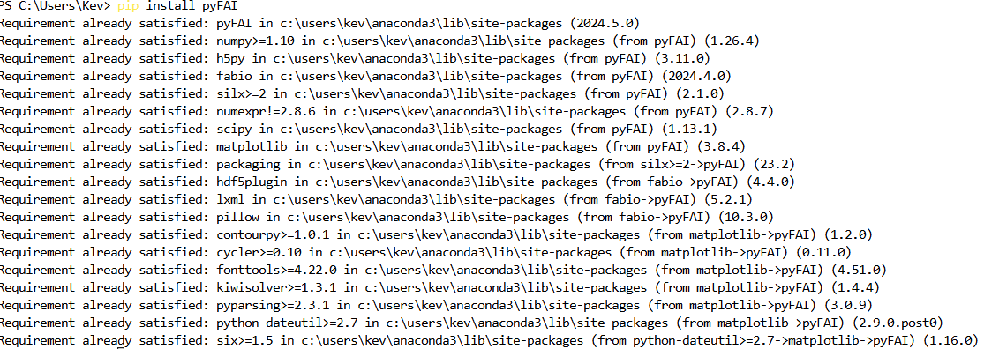 PS C:\Users\Kev> pip install pyFAI
Requirement already satisfied: pyFAI in c:\users\kev\anaconda3\lib\site-packages (2024.5.0)
Requirement already satisfied: numpy>=1.10 in c:\users\kev\anaconda3\lib\site-packages (from pyFAI) (1.26.4)
Requirement already satisfied: h5py in c:\users\kev\anaconda3\lib\site-packages (from pyFAI) (3.11.0)
Requirement already satisfied: fabio in c:\users\kev\anaconda3\lib\site-packages (from pyFAI) (2024.4.0)
Requirement already satisfied: silx>=2 in c:\users\kev\anaconda3\lib\site-packages (from pyFAI) (2.1.0)
Requirement already satisfied: numexpr!=2.8.6 in c:\users\kev\anaconda3\lib\site-packages (from pyFAI) (2.8.7)
Requirement already satisfied: scipy in c:\users\kev\anaconda3\lib\site-packages (from pyFAI) (1.13.1)
Requirement already satisfied: matplotlib in c:\users\kev\anaconda3\lib\site-packages (from pyFAI) (3.8.4)
Requirement already satisfied: packaging in c:\users\kev\anaconda3\lib\site-packages (from silx>=2->pyFAI) (23.2)
Requirement already satisfied: hdf5plugin in c:\users\kev\anaconda3\lib\site-packages (from fabio->pyFAI) (4.4.0)
Requirement already satisfied: lxml in c:\users\kev\anaconda3\lib\site-packages (from fabio->pyFAI) (5.2.1)
Requirement already satisfied: pillow in c:\users\kev\anaconda3\lib\site-packages (from fabio->pyFAI) (10.3.0)
Requirement already satisfied: contourpy>=1.0.1 in c:\users\kev\anaconda3\lib\site-packages (from matplotlib->pyFAI) (1.2.0)
Requirement already satisfied: cycler>=0.10 in c:\users\kev\anaconda3\lib\site-packages (from matplotlib->pyFAI) (0.11.0)
Requirement already satisfied: fonttools>=4.22.0 in c:\users\kev\anaconda3\lib\site-packages (from matplotlib->pyFAI) (4.51.0)
Requirement already satisfied: kiwisolver>=1.3.1 in c:\users\kev\anaconda3\lib\site-packages (from matplotlib->pyFAI) (1.4.4)
Requirement already satisfied: pyparsing>=2.3.1 in c:\users\kev\anaconda3\lib\site-packages (from matplotlib->pyFAI) (3.0.9)
Requirement already satisfied: python-dateutil>=2.7 in c:\users\kev\anaconda3\lib\site-packages (from matplotlib->pyFAI) (2.9.0.post0)
Requirement already satisfied: six>=1.5 in c:\users\kev\anaconda3\lib\site-packages (from python-dateutil>=2.7->matplotlib->pyFAI) (1.16.0)